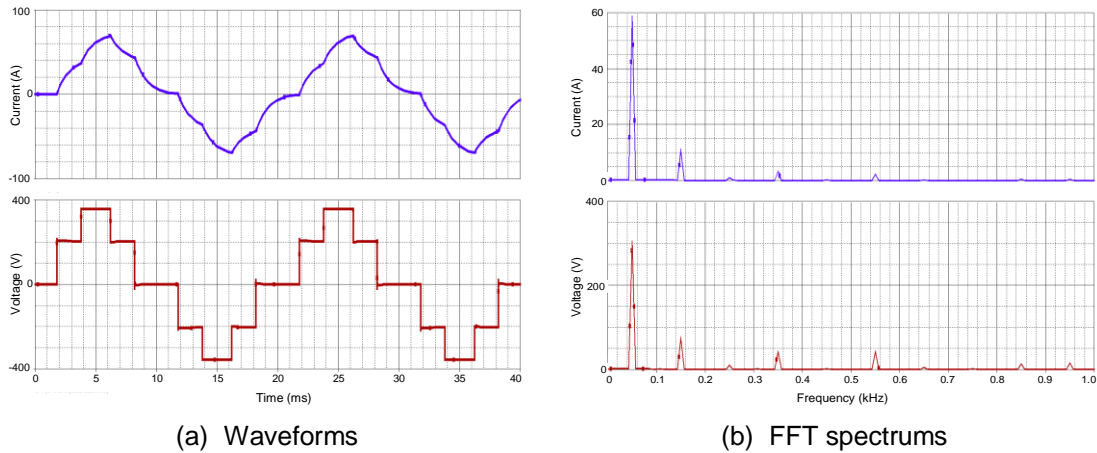 100
0
-100
Current (A)
400
0
-400
Voltage (V)
0 5 10 15 20 25 30 35 40
Time (ms)
(a) Waveforms
60
40
20
0
Current (A)
400
200
0
Voltage (V)
0 0.1 0.2 0.3 0.4 0.5 0.6 0.7 0.8 0.9 1.0
Frequency (kHz)
(b) FFT spectrums